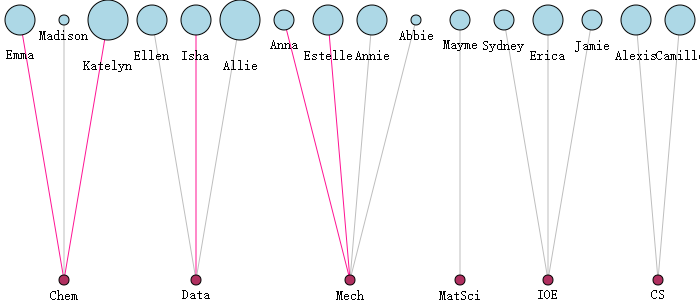 Emma
Madison
Katelyn
Ellen
Isha
Allie
Anna
Estelle
Annie
Abbie
Mayme
Sydney
Erica
Jamie
Alexis
Camille
Chem
Data
Mech
MatSci
IOE
CS